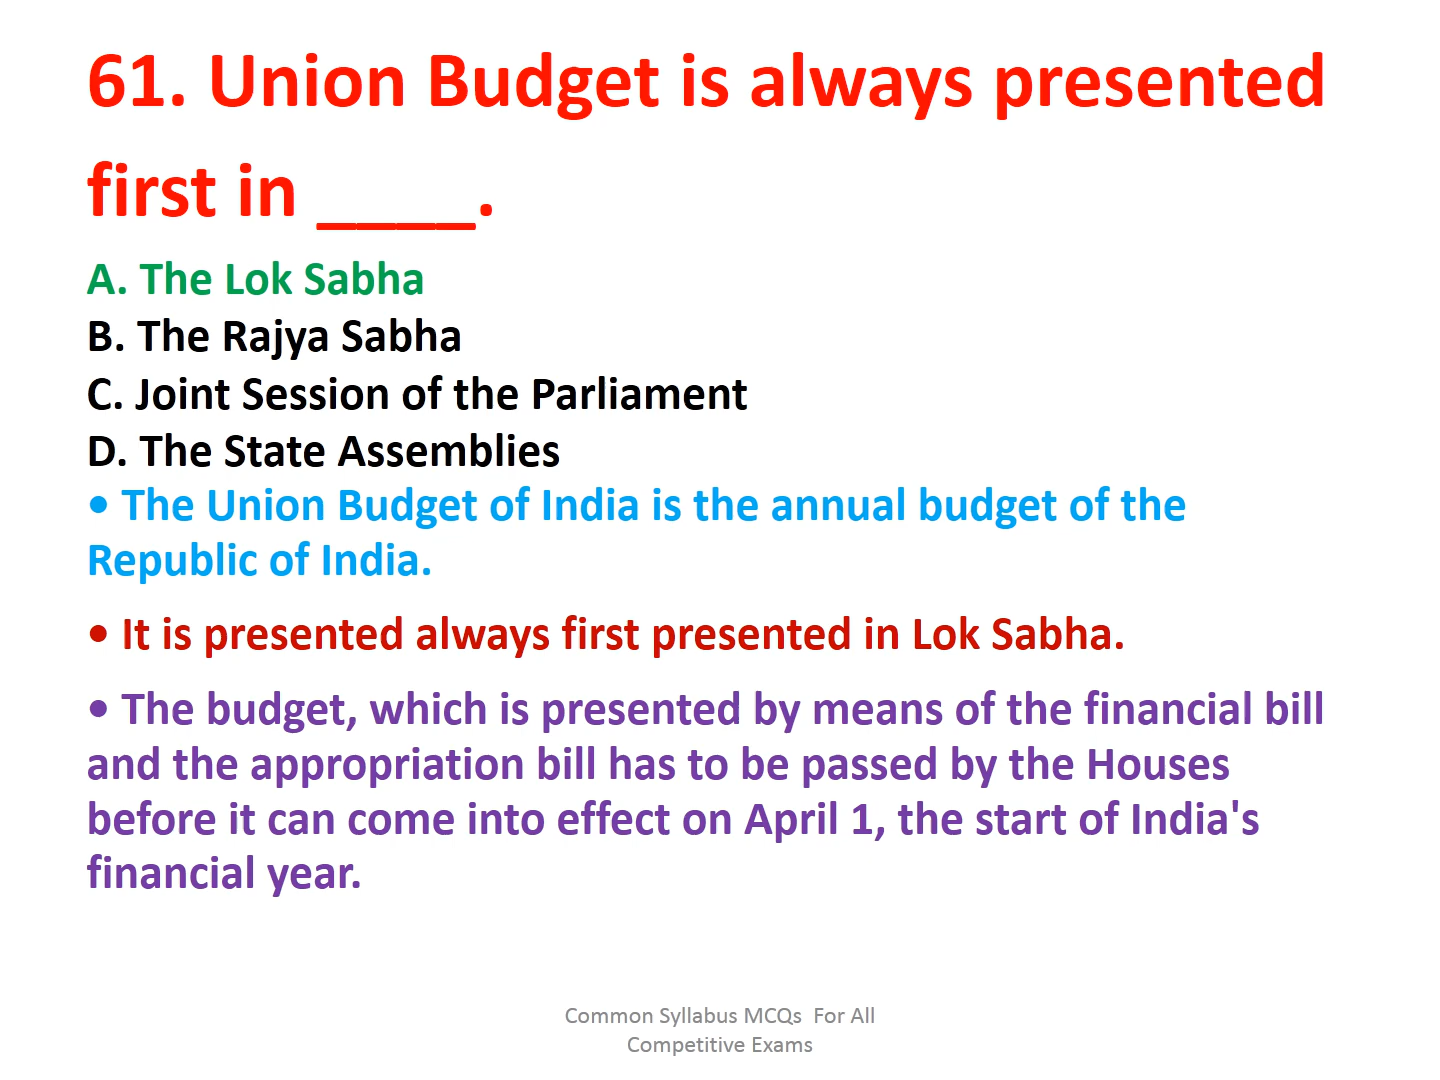 61. Union Budget is always presented
first in ____.
A. The Lok Sabha
B. The Rajya Sabha
C. Joint Session of the Parliament
D. The State Assemblies
• The Union Budget of India is the annual budget of the
Republic of India.
• It is presented always first presented in Lok Sabha.
• The budget, which is presented by means of the financial bill
and the appropriation bill has to be passed by the Houses
before it can come into effect on April 1, the start of India's
financial year.
Common Syllabus MCQs  For All
Competitive Exams